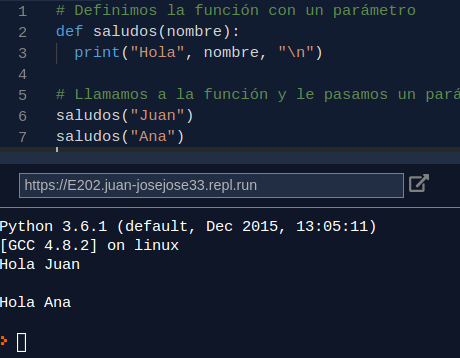 1 # Definimos la función con un parámetro
2 def saludos(nombre):
3 print("Hola", nombre, "\n")
4
5 # Llamamos a la función y le pasamos un pará
6 saludos("Juan")
7 saludos("Ana")
https://E202.juan-josejose33.repl.run
Python 3.6.1 (default, Dec 2015, 13:05:11)
[GCC 4.8.2] on linux
Hola Juan
Hola Ana